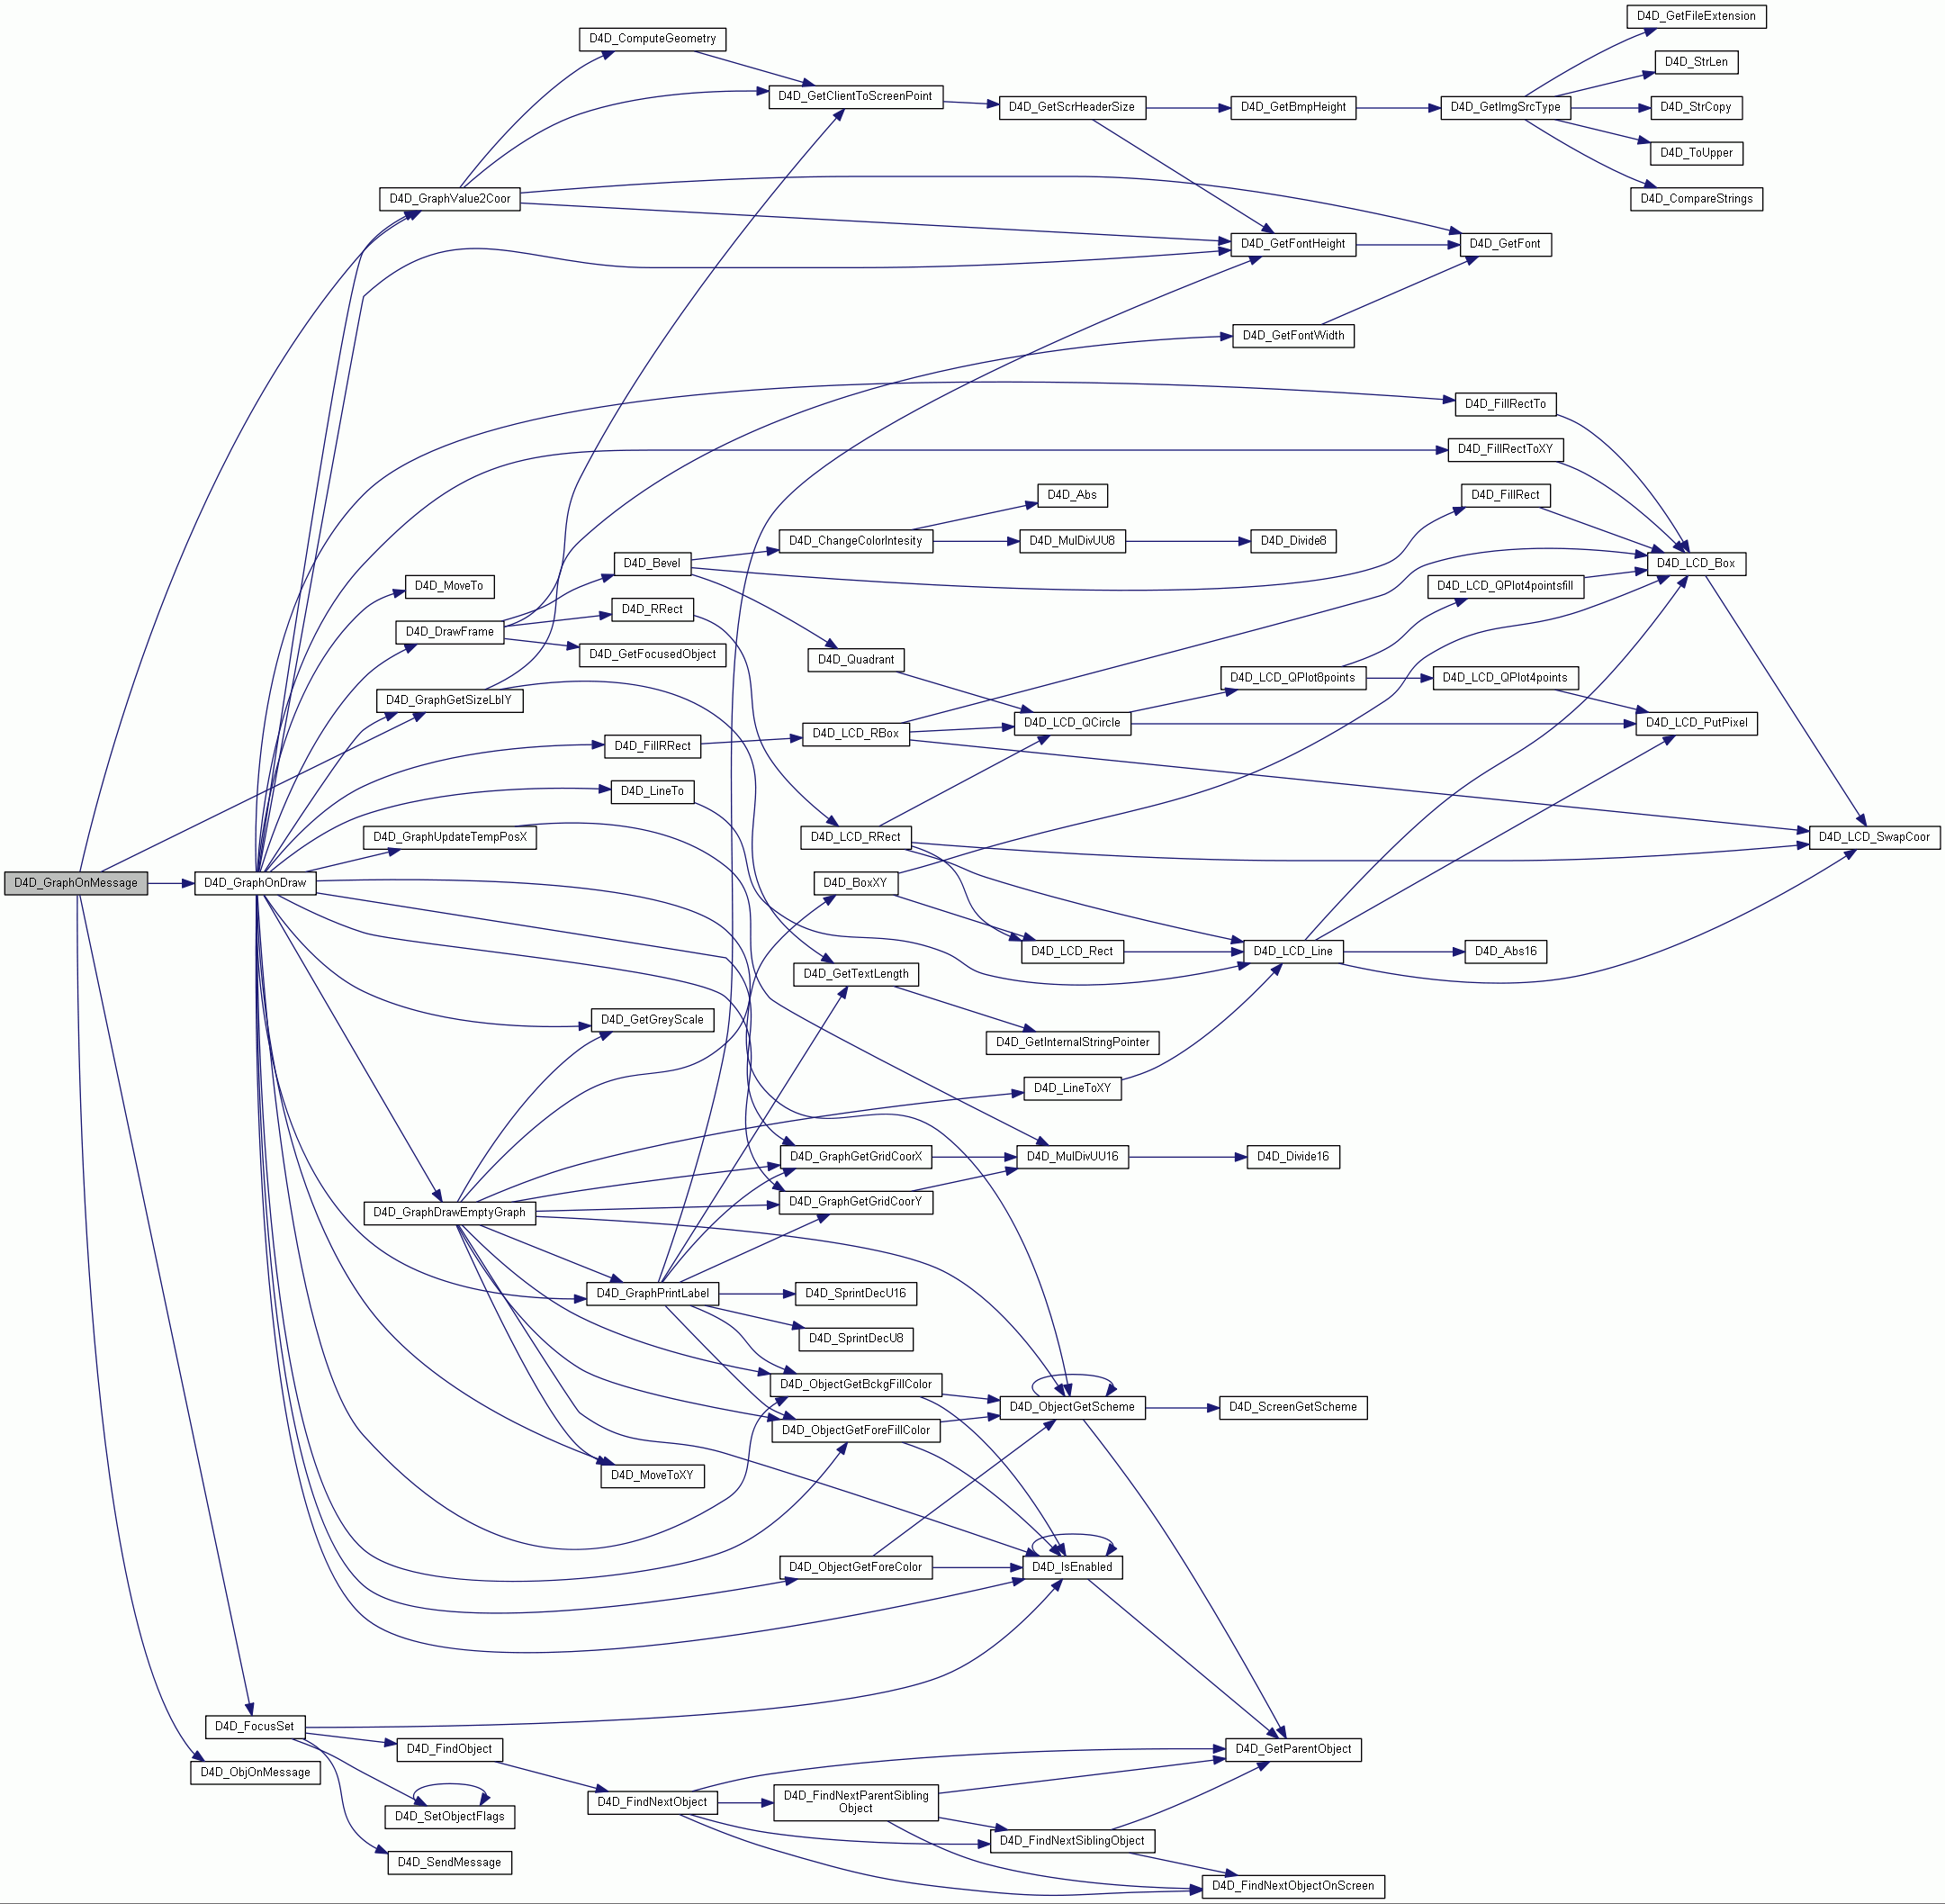 D4D_GetFileExtension
D4D_ComputeGeometry
D4D_StrLen
D4D_GetClientToScreenPoint
D4D_GetScrHeaderSize
D4D_GetBmpHeight
D4D_GetImgSrcType
D4D_StrCopy
D4D_ToUpper
D4D_GraphValue2Coor
D4D_CompareStrings
D4D_GetFontHeight
D4D_GetFont
D4D_GetFontWidth
D4D_FillRectTo
D4D_FillRectToXY
D4D_Abs
D4D_FillRect
D4D_ChangeColorIntesity
D4D_MulDivUU8
D4D_Divide8
D4D_Bevel
D4D_LCD_Box
D4D_MoveTo
D4D_LCD_QPlot4pointsfill
D4D_RRect
D4D_DrawFrame
D4D_GetFocusedObject
D4D_Quadrant
D4D_LCD_QPlot8points
D4D_LCD_QPlot4points
D4D_GraphGetSizeLblY
D4D_LCD_QCircle
D4D_LCD_PutPixel
D4D_LCD_RBox
D4D_FillRRect
D4D_LineTo
D4D_GraphUpdateTempPosX
D4D_LCD_RRect
D4D_LCD_SwapCoor
D4D_GraphOnMessage
D4D_GraphOnDraw
D4D_BoxXY
D4D_LCD_Rect
D4D_LCD_Line
D4D_Abs16
D4D_GetTextLength
D4D_GetGreyScale
D4D_GetInternalStringPointer
D4D_LineToXY
D4D_GraphGetGridCoorX
D4D_MulDivUU16
D4D_Divide16
D4D_GraphGetGridCoorY
D4D_GraphDrawEmptyGraph
D4D_GraphPrintLabel
D4D_SprintDecU16
D4D_SprintDecU8
D4D_ObjectGetBckgFillColor
D4D_ObjectGetScheme
D4D_ScreenGetScheme
D4D_ObjectGetForeFillColor
D4D_MoveToXY
D4D_ObjectGetForeColor
D4D_IsEnabled
D4D_FocusSet
D4D_FindObject
D4D_GetParentObject
D4D_ObjOnMessage
D4D_FindNextObject
D4D_FindNextParentSibling
Object
D4D_SetObjectFlags
D4D_FindNextSiblingObject
D4D_SendMessage
D4D_FindNextObjectOnScreen